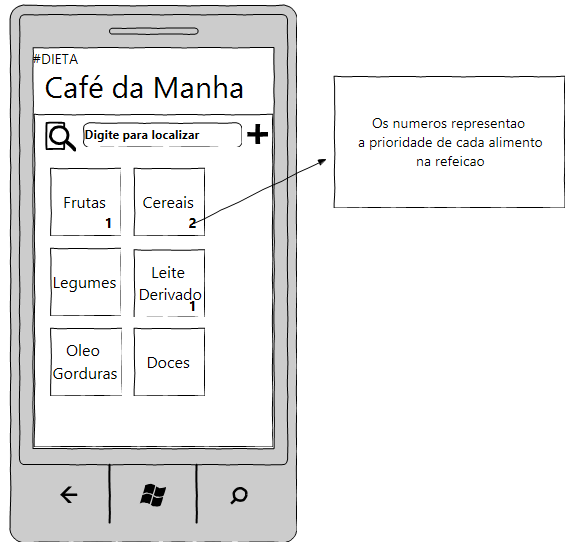 #DIETA
Café da Manha
Digite para localizar
Frutas
1
Cereais
2
Legumes
Leite
Derivado
1
Oleo
Gorduras
Doces
Os numeros representao
a prioridade de cada alimento
na refeicao